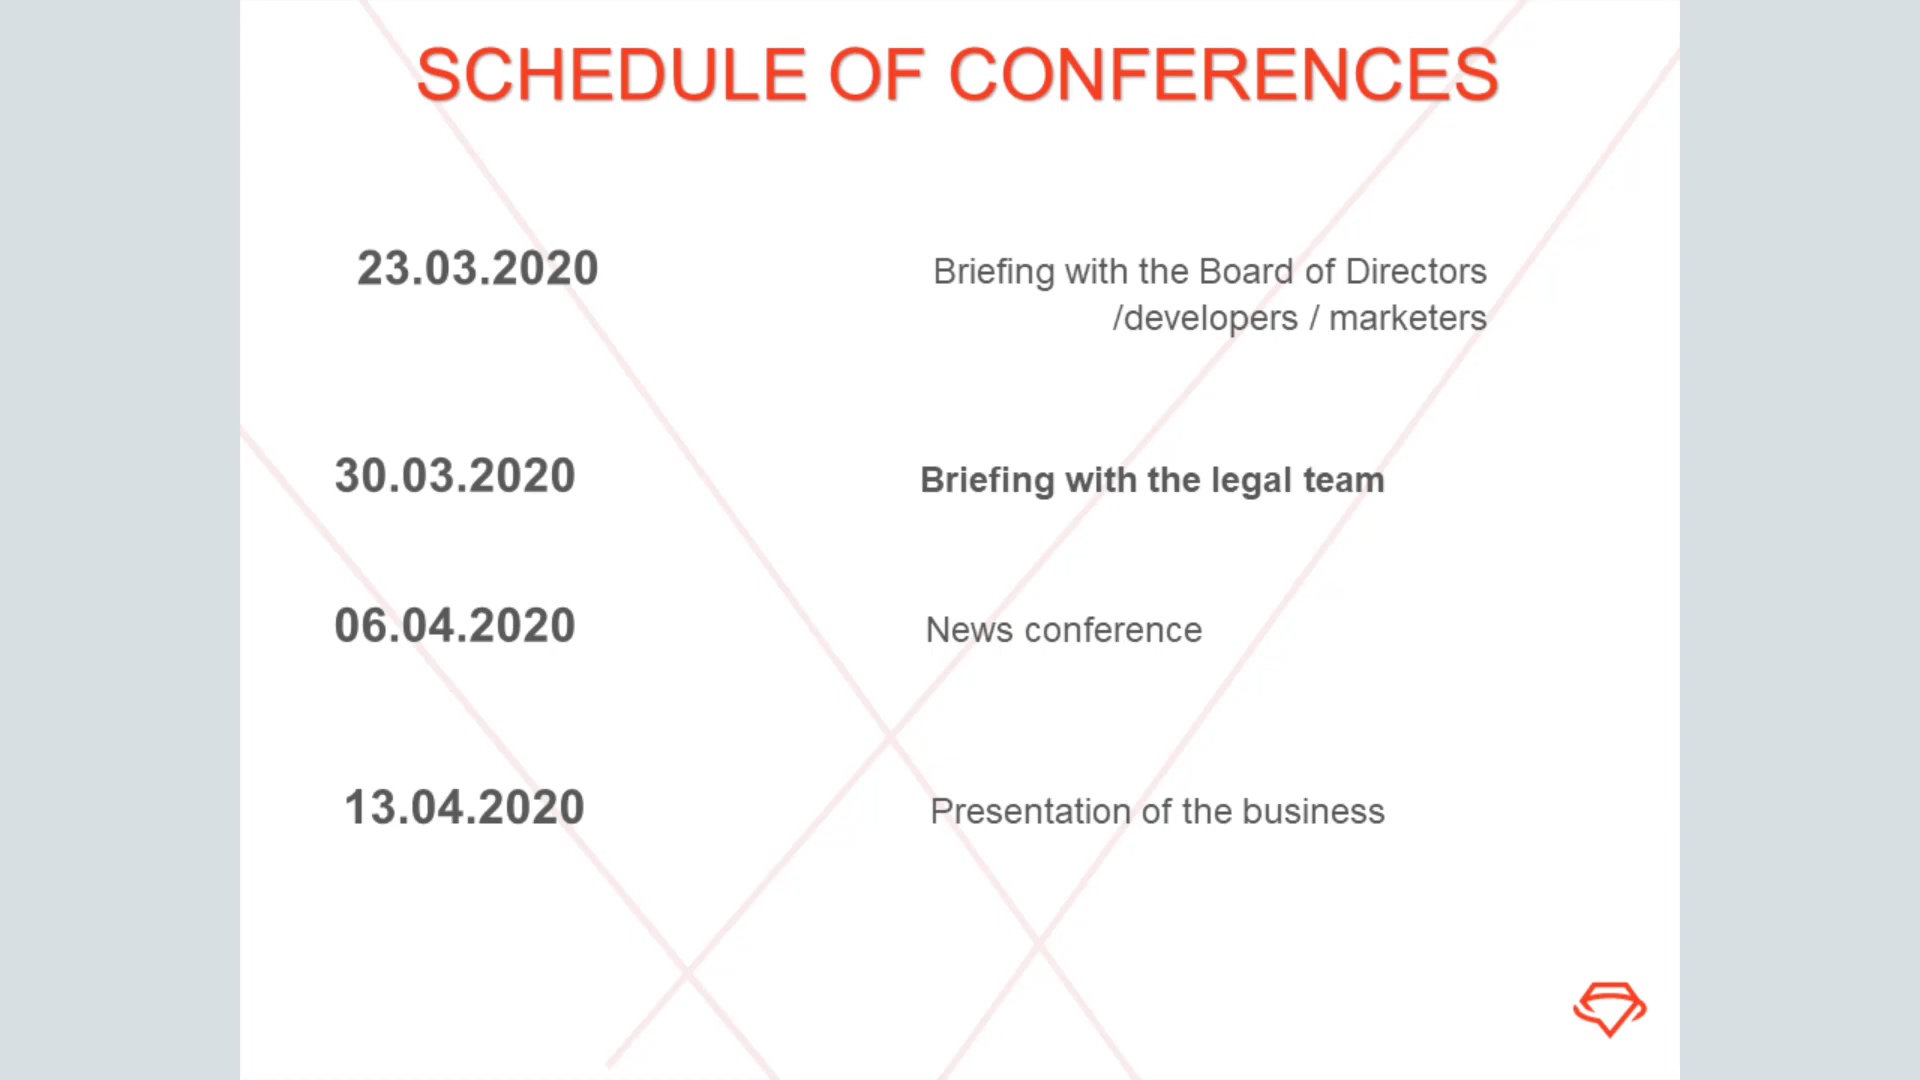 SCHEDULE OF CONFERENCES
23.03.2020
Briefing with the Board of Directors
/developers / marketers
30.03.2020
Briefing with the legal team
06.04.2020
News conference
13.04.2020
Presentation of the business